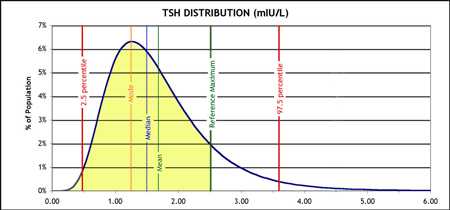 TSH DISTRIBUTION (mIU/L)
% of Population
7%
6%
5%
4%
3%
2%
1%
0%
2.5 percentile
Mode
Median
Mean
Reference Maximum
97.5 percentile
0.00 1.00 2.00 3.00 4.00 5.00 6.00